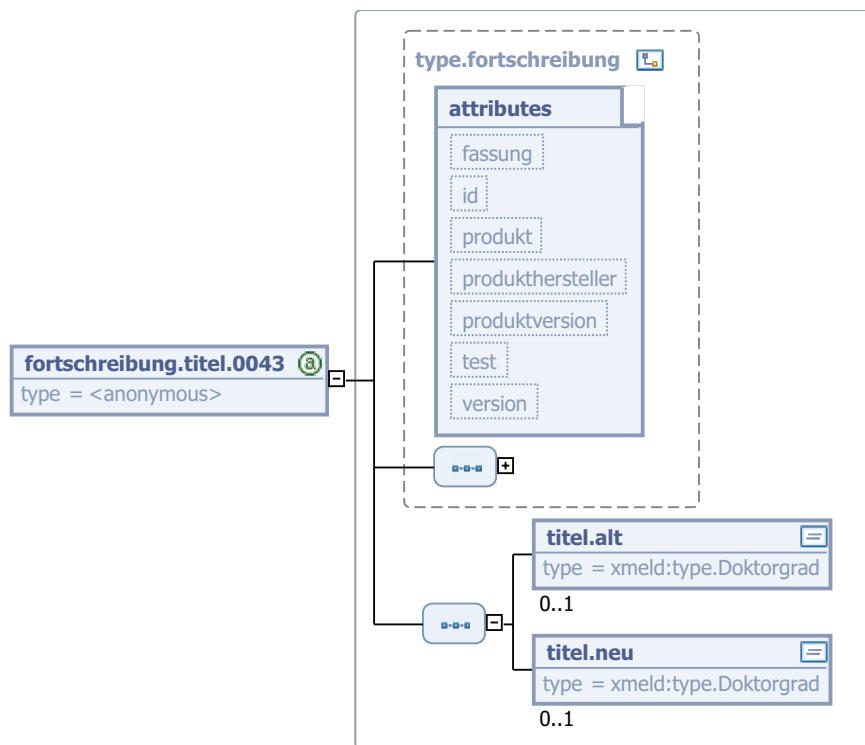 type.fortschreibung
attributes
fassung
id
produkt
produkthersteller
produktversion
test
version
fortschreibung.titel.0043 a
type = <anonymous>
titel.alt
type = xmeld:type.Doktorgrad
0..1
titel.neu
type = xmeld:type.Doktorgrad
0..1